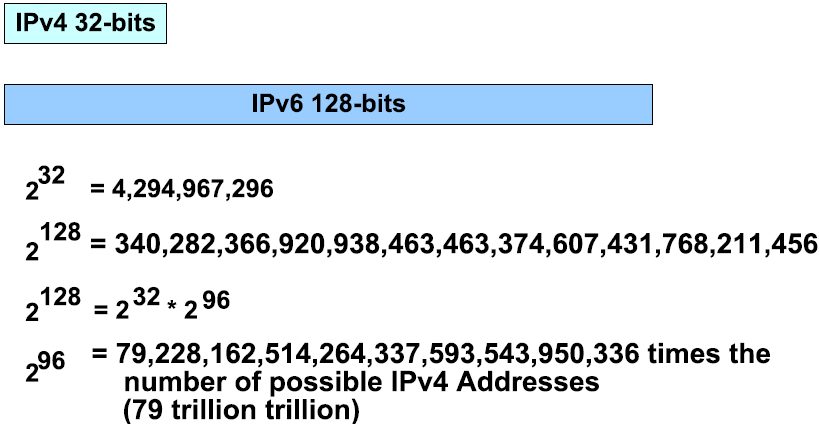 IPv4 32-bits
IPv6 128-bits
2^32 = 4,294,967,296
2^128 = 340,282,366,920,938,463,463,374,607,431,768,211,456
2^128 = 2^32 * 2^96
2^96 = 79,228,162,514,264,337,593,543,950,336 times the
number of possible IPv4 Addresses
(79 trillion trillion)